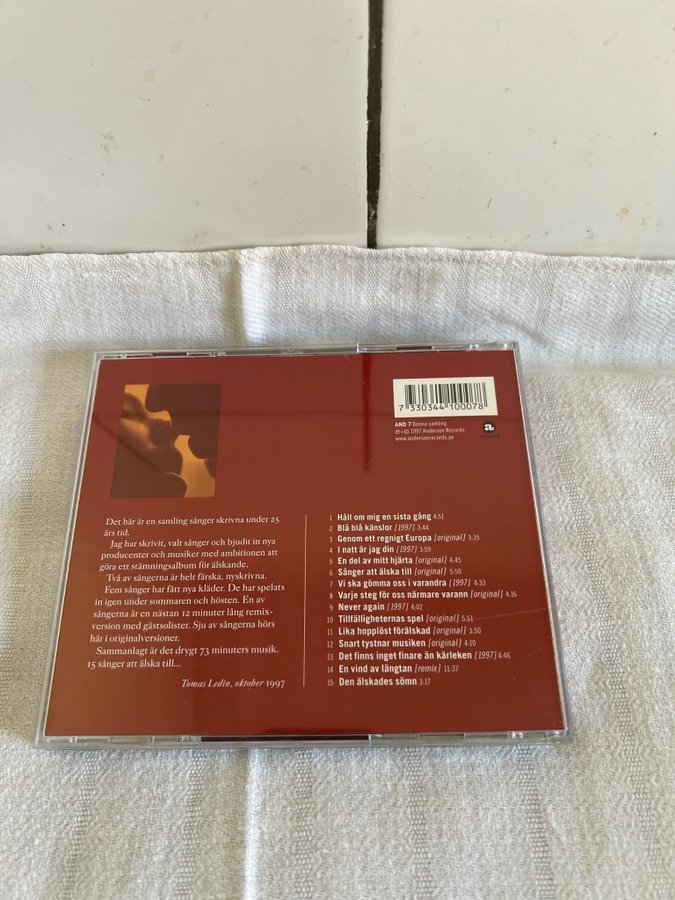 7 330344 100078
AND 7 Denna samling
℗+© 1997 Anderson Records
www.andersonrecords.se
a
Det här är en samling sånger skrivna under 25
års tid.
Jag har skrivit, valt sånger och bjudit in nya
producenter och musiker med ambitionen att
göra ett stämningsalbum för älskande.
Två av sångerna är helt färska, nyskrivna.
Fem sånger har fått nya kläder. De har spelats
in igen under sommaren och hösten. En av
sångerna är en nästan 12 minuter lång remix-
version med gästsolister. Sju av sångerna hörs
här i originalversioner.
Sammanlagt är det drygt 73 minuters musik.
15 sånger att älska till...
Tomas Ledin, oktober 1997
1 Håll om mig en sista gång 4:51
2 Blå blå känslor [1997] 3:44
3 Genom ett regnigt Europa [original] 3:35
4 I natt är jag din [1997] 3:59
5 En del av mitt hjärta [original] 4:45
6 Sånger att älska till [original] 5:50
7 Vi ska gömma oss i varandra [1997] 4:33
8 Varje steg för oss närmare varann [original] 4:16
9 Never again [1997] 4:02
10 Tillfälligheternas spel [original] 5:51
11 Lika hopplöst förälskad [original] 3:50
12 Snart tystnar musiken [original] 4:10
13 Det finns inget finare än kärleken [1997] 4:46
14 En vind av längtan [remix] 11:37
15 Den älskades sömn 3:17